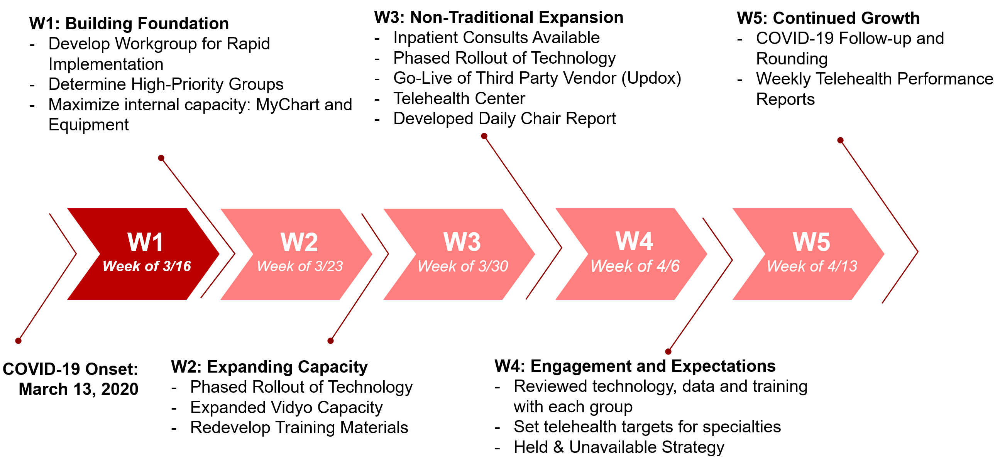 W1: Building Foundation
- Develop Workgroup for Rapid
Implementation
- Determine High-Priority Groups
- Maximize internal capacity: MyChart and
Equipment
W3: Non-Traditional Expansion
- Inpatient Consults Available
- Phased Rollout of Technology
- Go-Live of Third Party Vendor (Updox)
- Telehealth Center
- Developed Daily Chair Report
W5: Continued Growth
- COVID-19 Follow-up and
Rounding
- Weekly Telehealth Performance
Reports
W1
Week of 3/16
W2
Week of 3/23
W3
Week of 3/30
W4
Week of 4/6
W5
Week of 4/13
COVID-19 Onset:
March 13, 2020
W2: Expanding Capacity
- Phased Rollout of Technology
- Expanded Vidyo Capacity
- Redevelop Training Materials
W4: Engagement and Expectations
- Reviewed technology, data and training
with each group
- Set telehealth targets for specialties
- Held & Unavailable Strategy